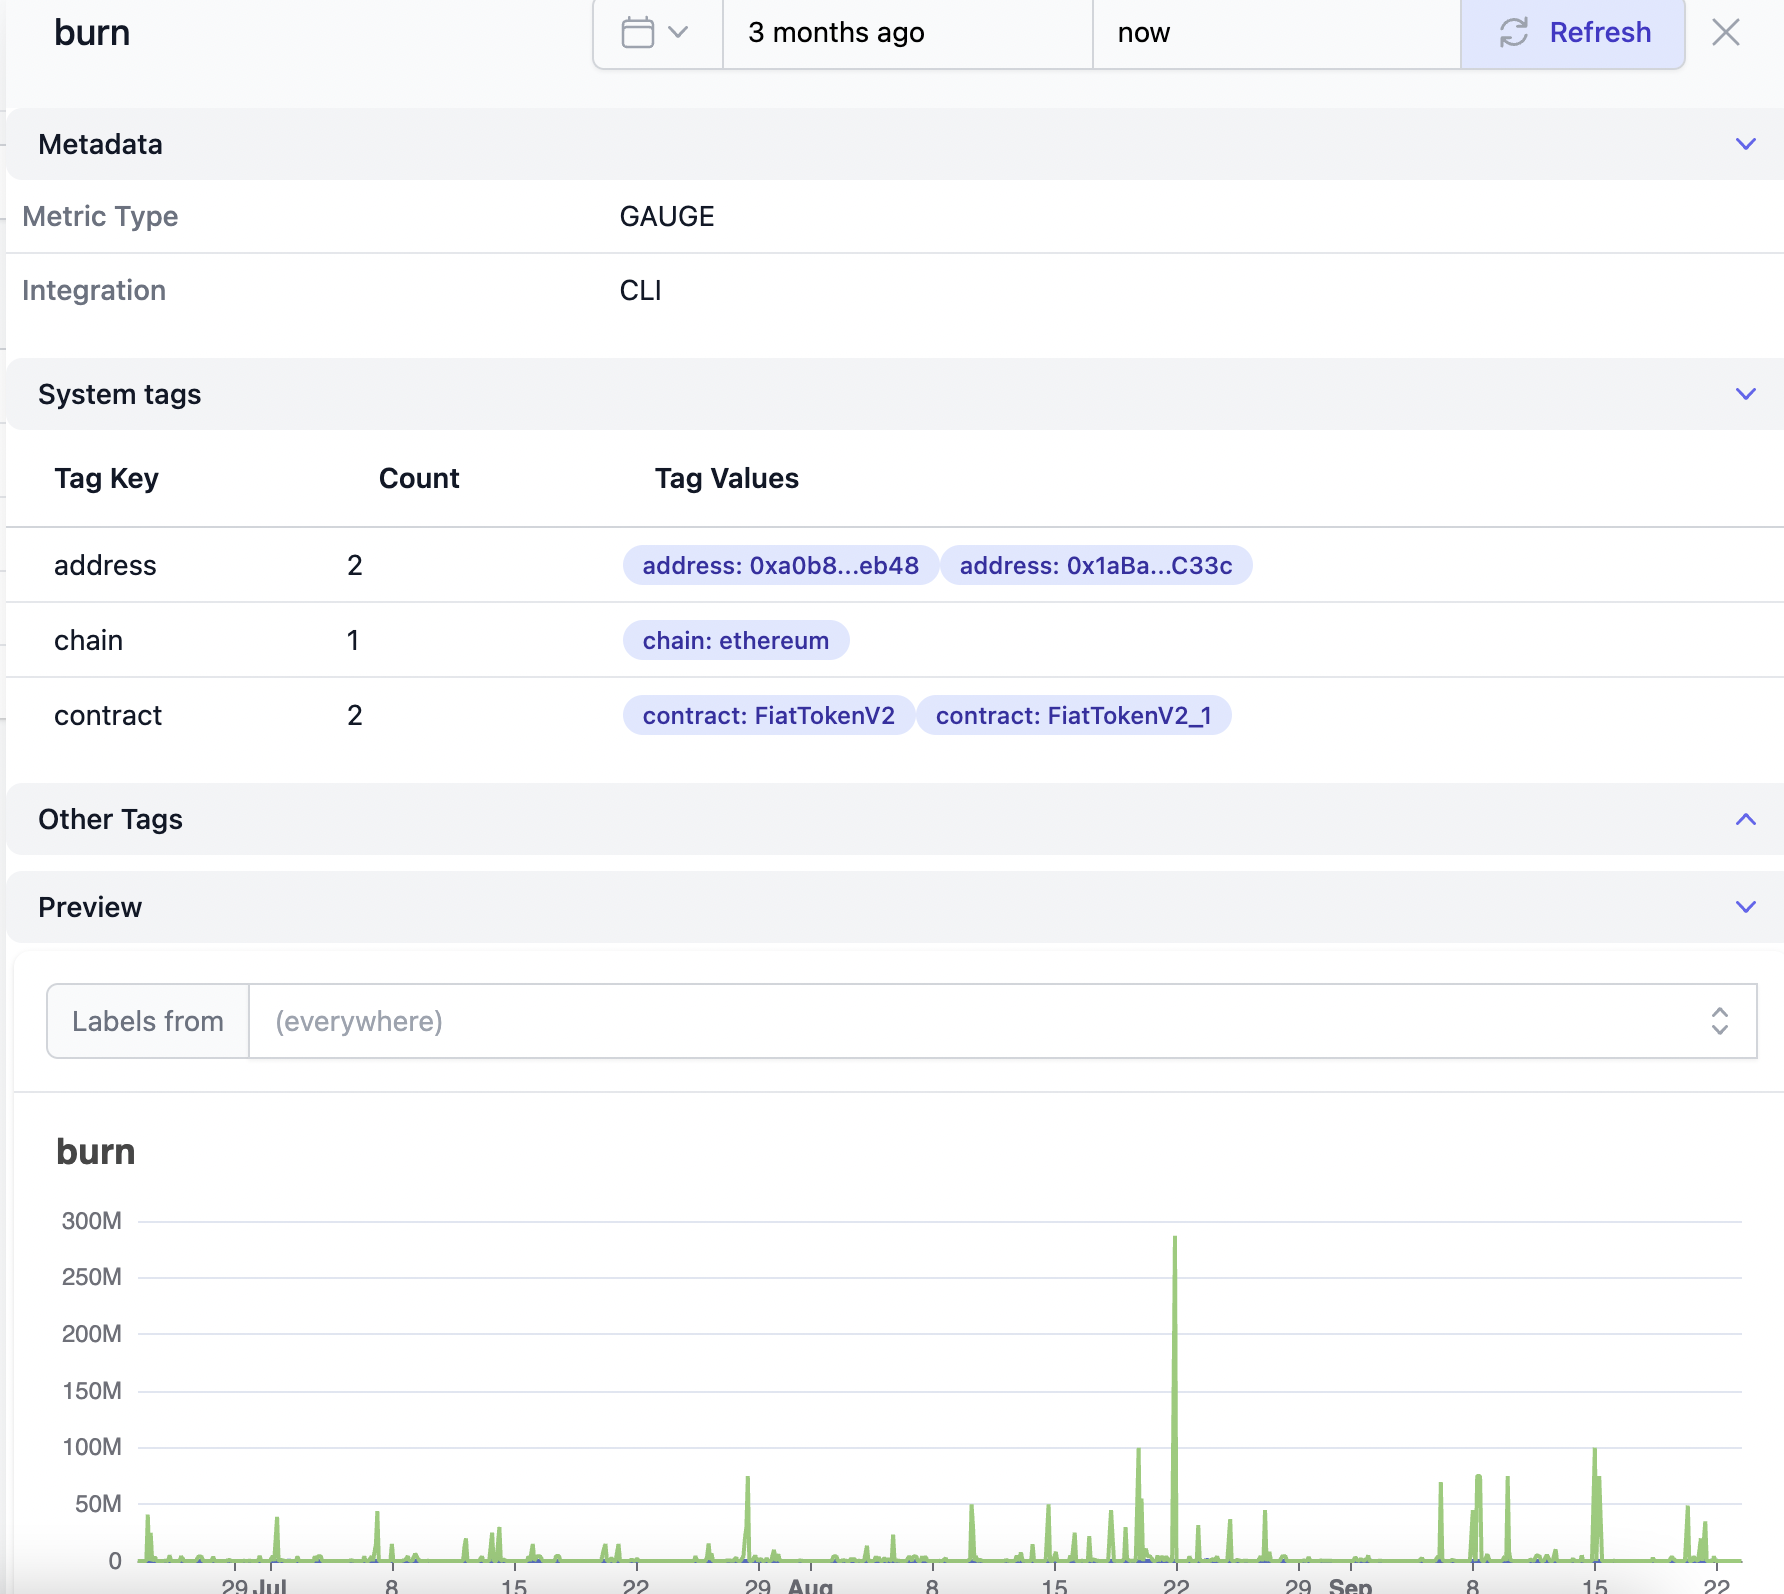 burn
3 months ago
now
Refresh
Metadata
Metric Type GAUGE
Integration CLI
System tags
Tag Key Count Tag Values
address 2 address: 0xa0b8...eb48 address: 0x1aBa...C33c
chain 1 chain: ethereum
contract 2 contract: FiatTokenV2 contract: FiatTokenV2_1
Other Tags
Preview
Labels from (everywhere)
burn
300M
250M
200M
150M
100M
50M
0
29 Jul 8 15 22 29 Aug 8 15 22 29 Sep 8 15 22